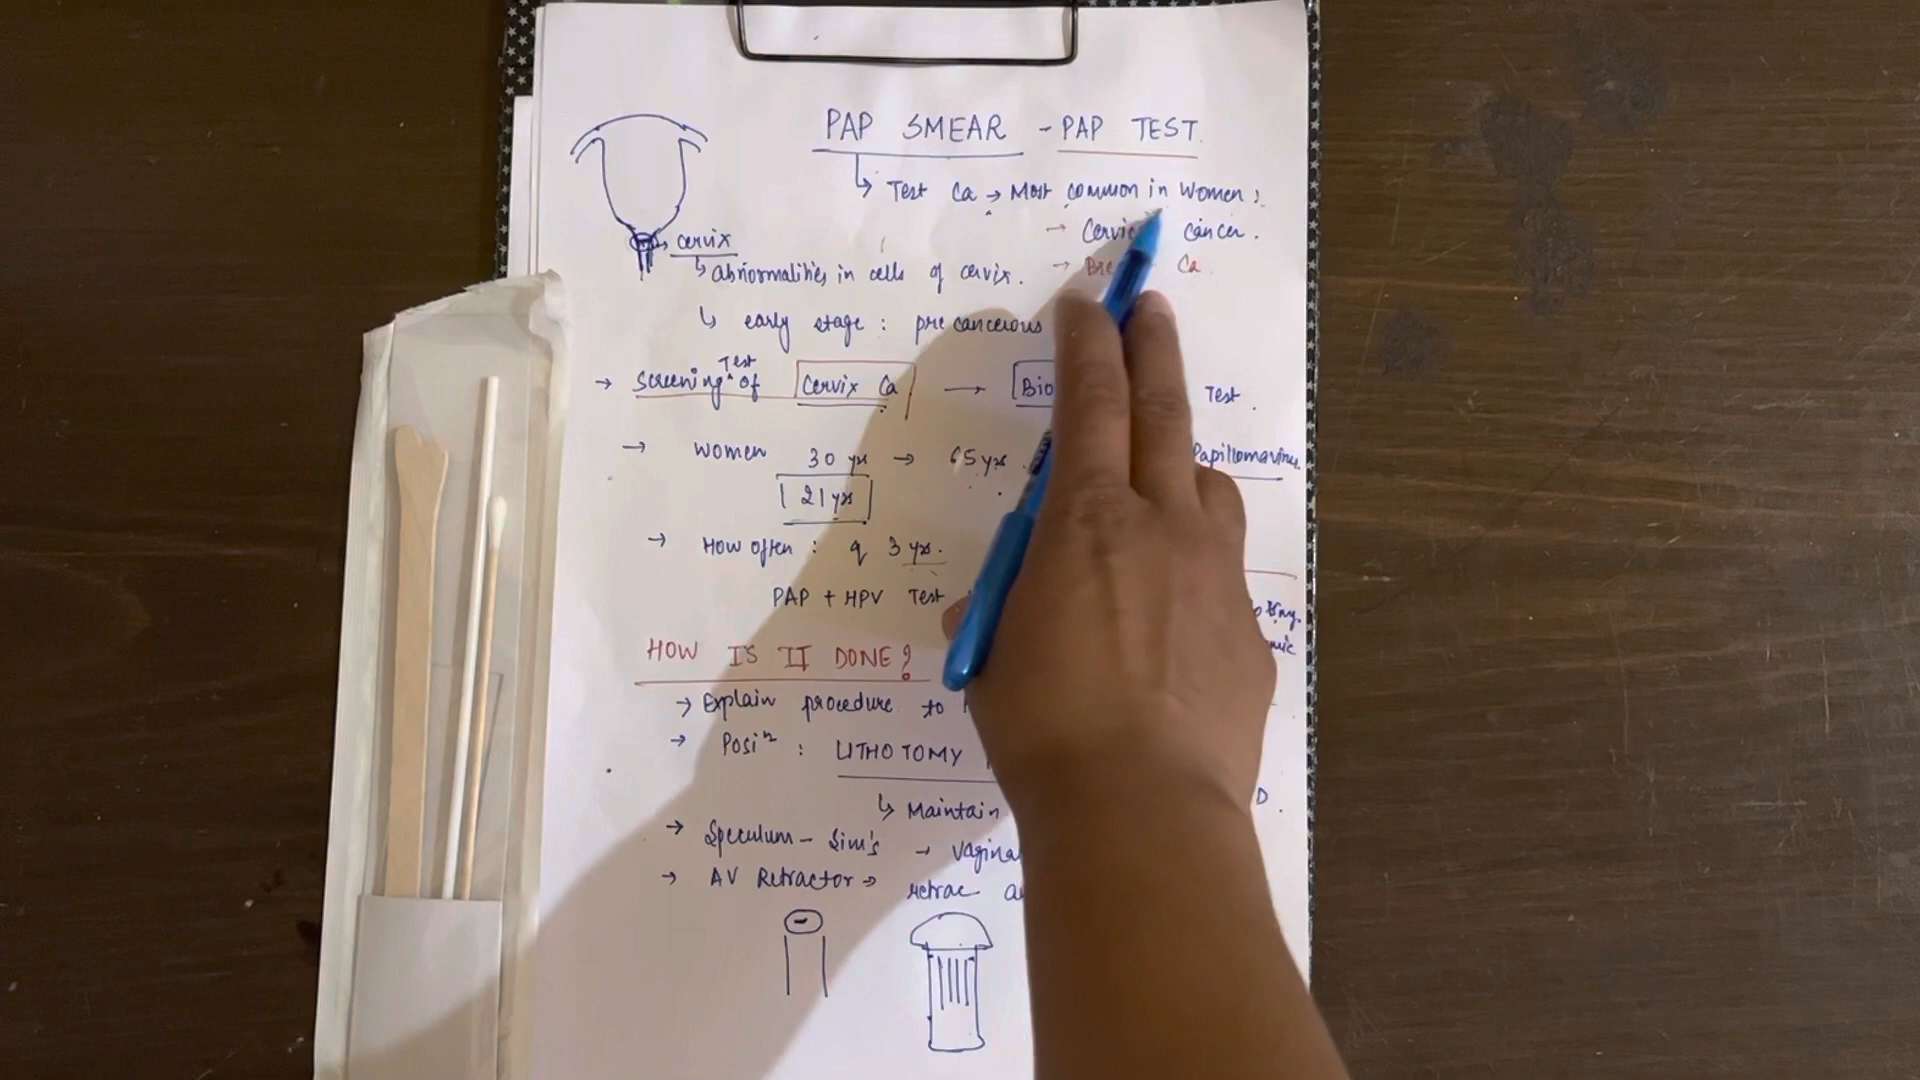 PAP SMEAR - PAP TEST.
↳ Test Ca → Most common in Women:
→ cancer.
→ Ca.
→ cervix
↳ abnormalities in cells of cervix.
↳ early stage: pre cancerous
→ Screening Test of Cervix Ca → Test.
→ Women 30 yrs → 65 yrs.
21 yrs
Papillomavirus.
→ How often: q 3 yrs.
PAP + HPV Test
HOW IS IT DONE?
→ Explain procedure to
→ Posiⁿ : LITHOTOMY
↳ Maintain
→ Speculum - Sim's → vagina
→ AV Retractor → retrac
D.